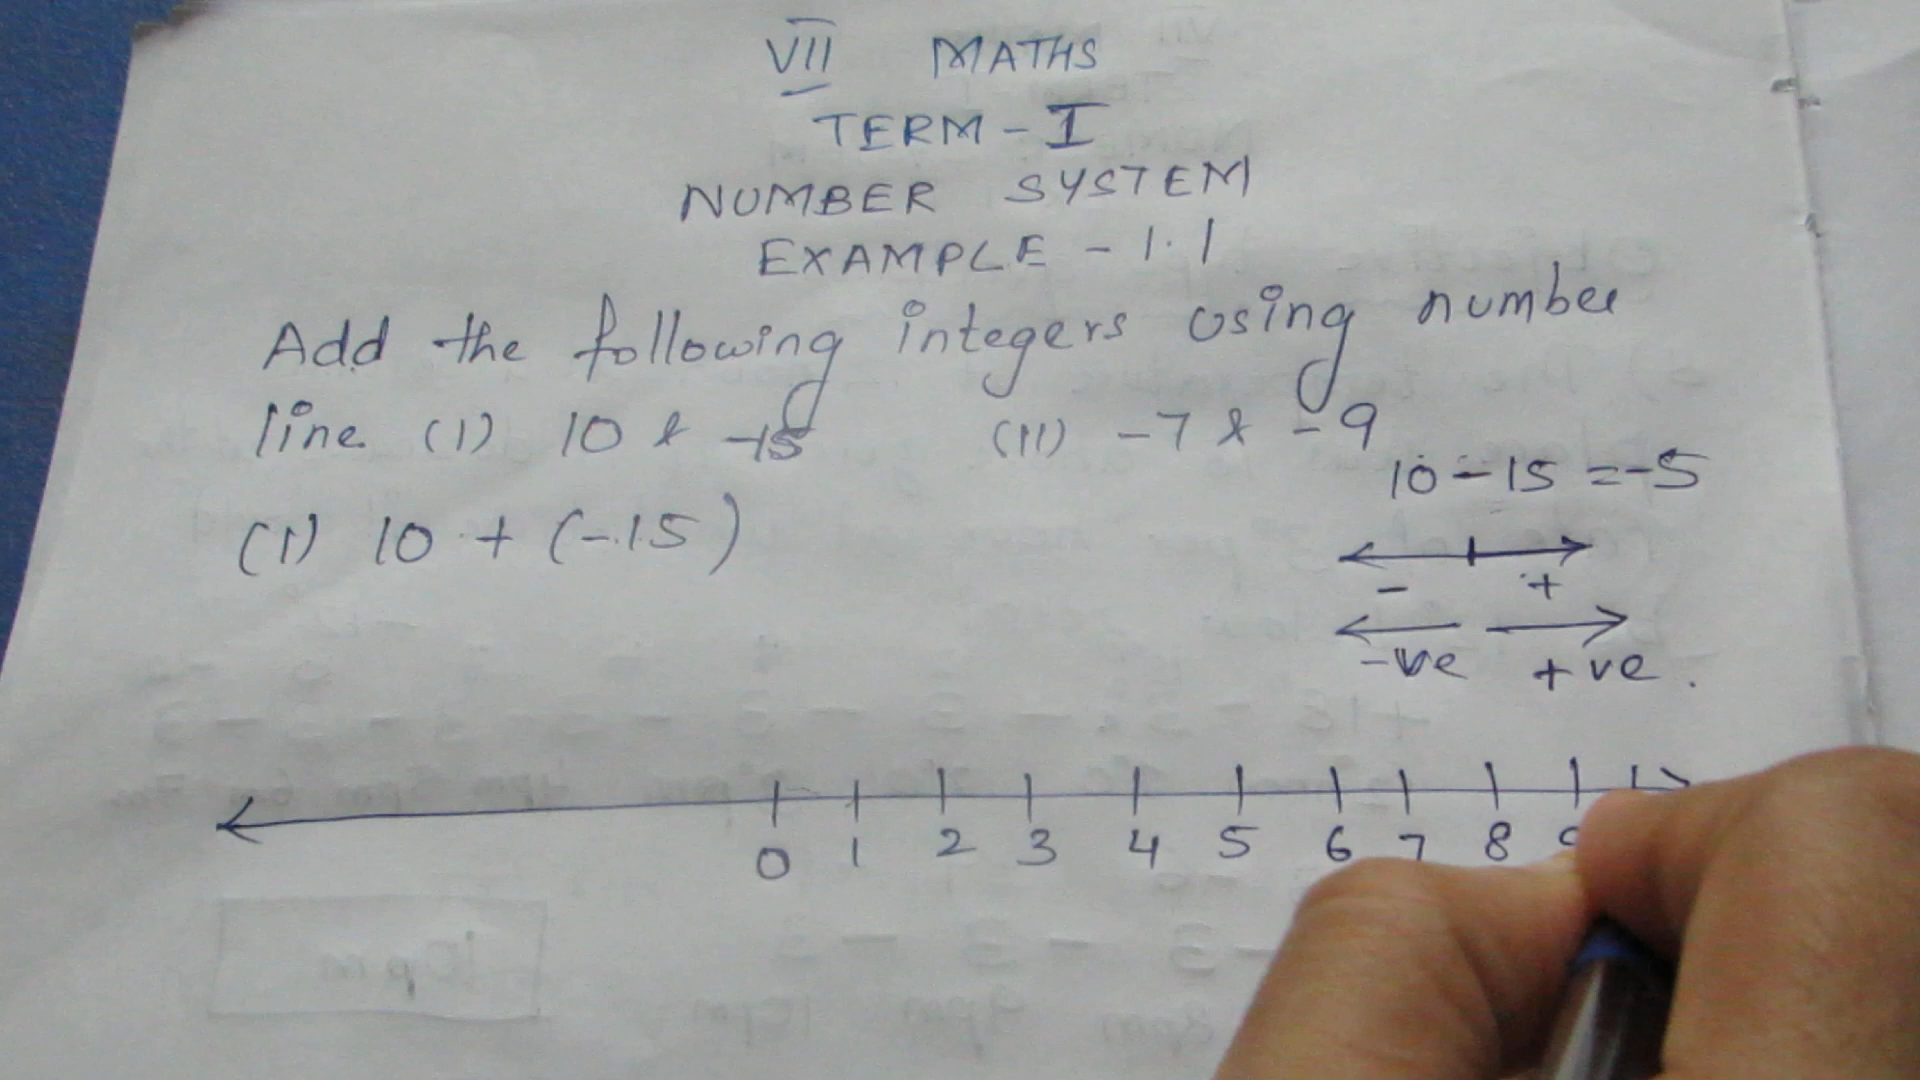 VII MATHS
TERM - I
NUMBER SYSTEM
EXAMPLE - 1.1
Add the following integers using number
line (I) 10 & -15 (II) -7 & -9
10 - 15 = -5
(I) 10 + (-15)
- +
-ve +ve.
0 1 2 3 4 5 6 7 8 9